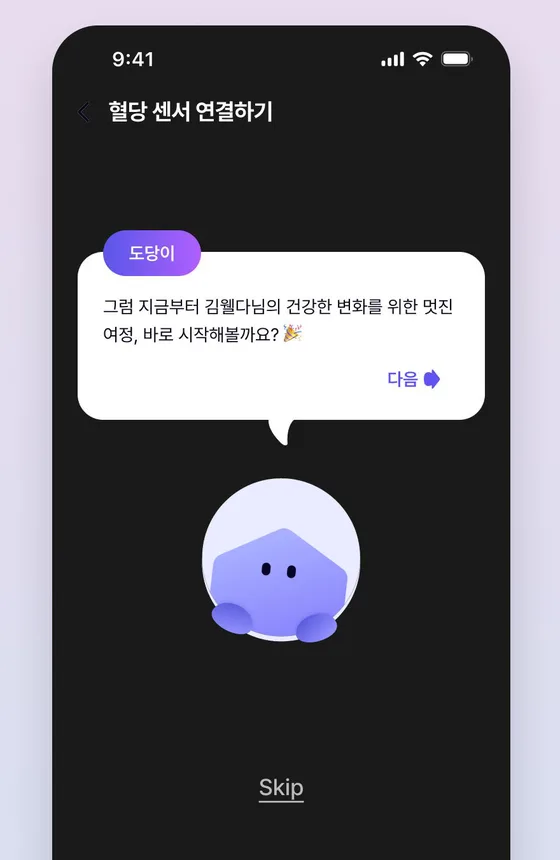 9:41
혈당 센서 연결하기
도당이
그럼 지금부터 김웰다님의 건강한 변화를 위한 멋진
여정, 바로 시작해볼까요? 🎉
다음
Skip